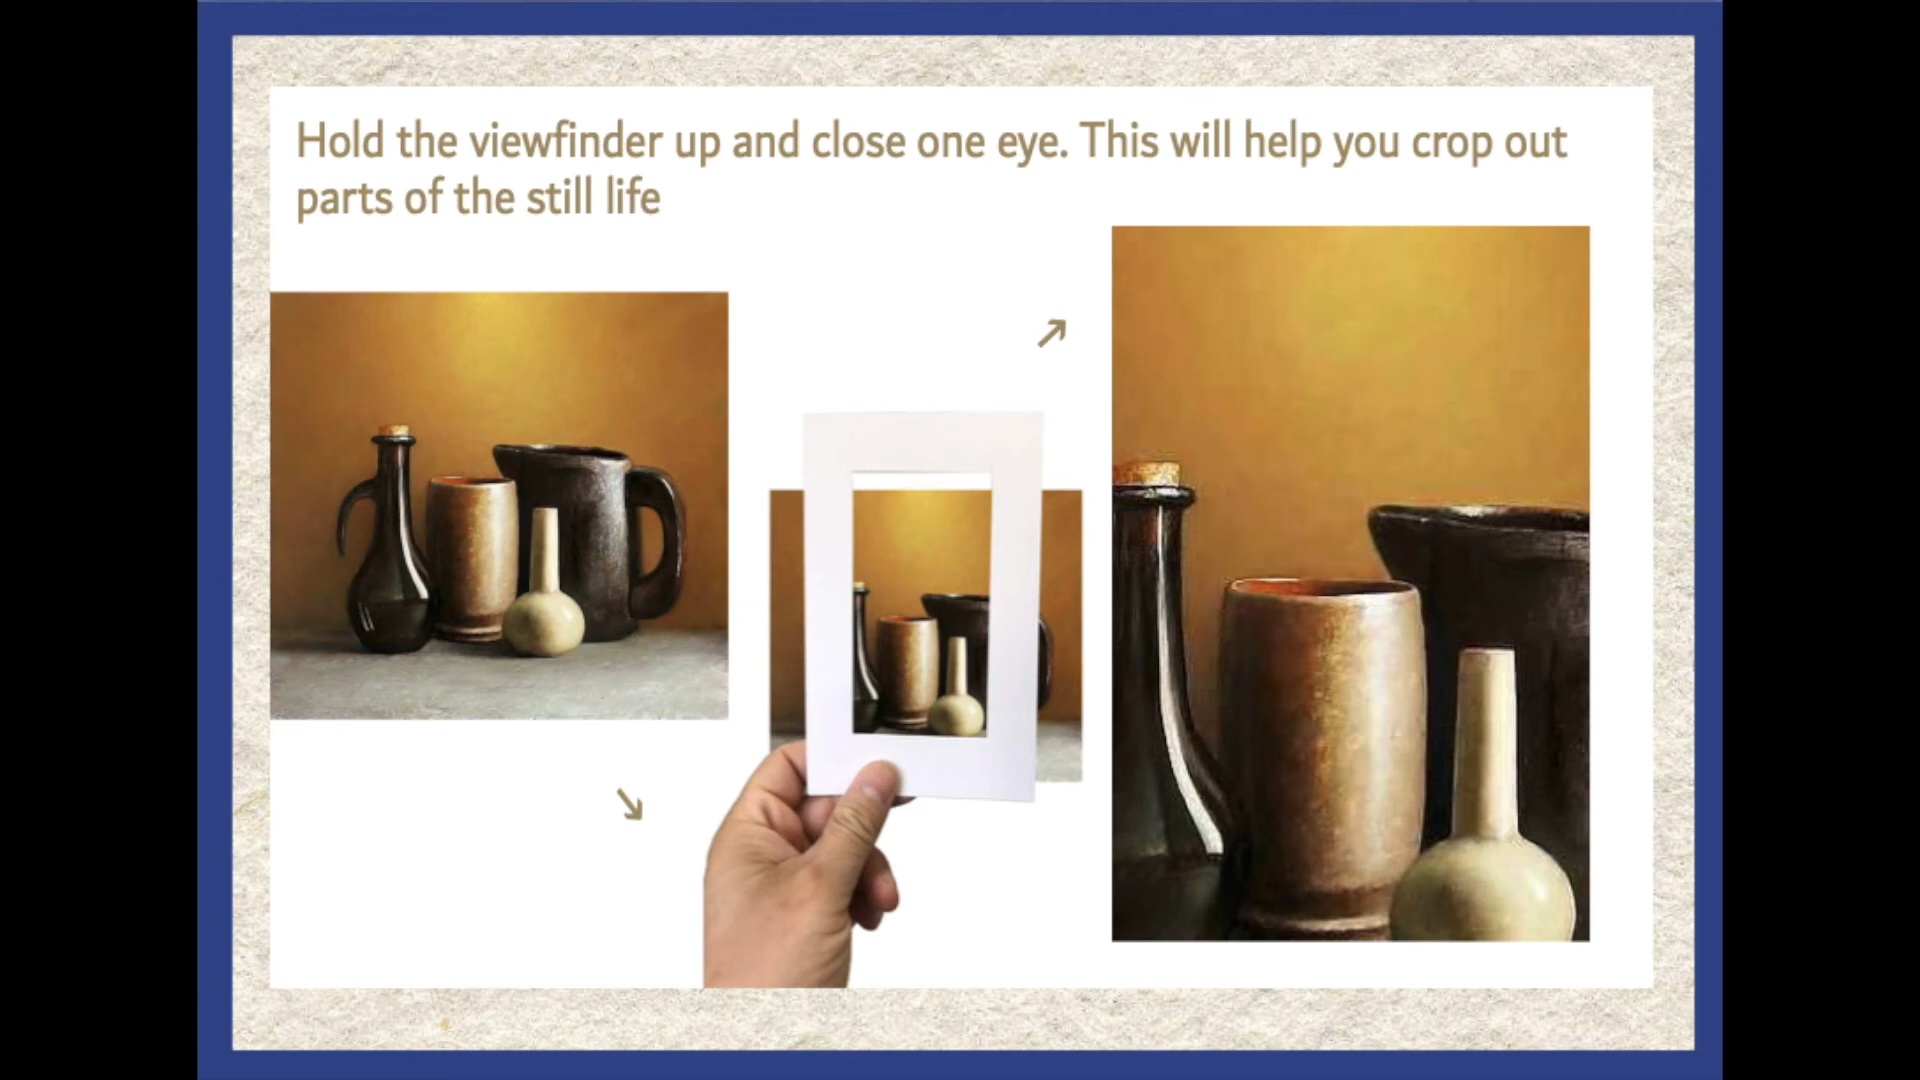 Hold the viewfinder up and close one eye. This will help you crop out
parts of the still life